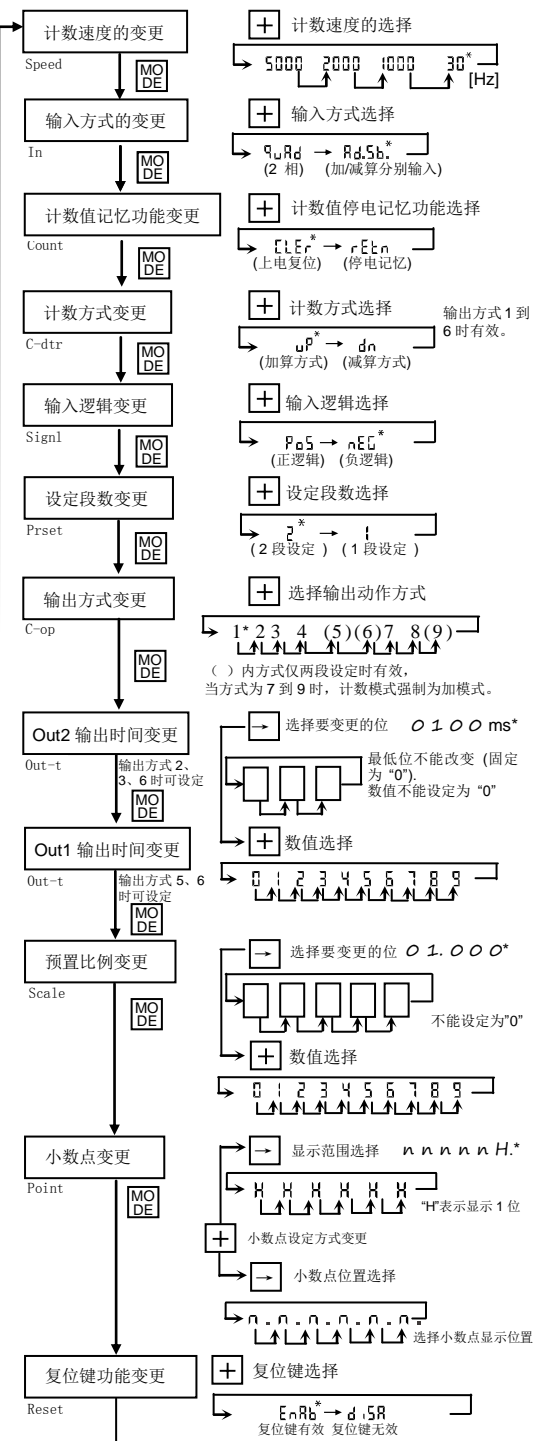 计数速度的变更
+ 计数速度的选择
Speed
MODE
5000 2000 1000 30* [Hz]
输入方式的变更
+ 输入方式选择
In
MODE
quAd → Ad.Sb.*
(2 相) (加/减算分别输入)
计数值记忆功能变更
+ 计数值停电记忆功能选择
Count
MODE
CLEr* → rEtn
(上电复位) (停电记忆)
计数方式变更
+ 计数方式选择
输出方式 1 到
6 时有效。
C-dtr
MODE
uP* → dn
(加算方式) (减算方式)
输入逻辑变更
+ 输入逻辑选择
Signl
MODE
PoS → nEG*
(正逻辑) (负逻辑)
设定段数变更
+ 设定段数选择
Prset
MODE
2* → 1
( 2 段设定 ) ( 1 段设定 )
输出方式变更
+ 选择输出动作方式
C-op
MODE
1* 2 3 4 (5)(6)7 8(9)
( ) 内方式仅两段设定时有效，
当方式为 7 到 9 时，计数模式强制为加模式。
Out2 输出时间变更
→ 选择要变更的位 0 1 0 0 ms*
Out-t
输出方式 2、
3、6 时可设定
MODE
最低位不能改变 (固定
为 “0”).
数值不能设定为 “0”
+ 数值选择
0 1 2 3 4 5 6 7 8 9
Out1 输出时间变更
Out-t
输出方式 5、6
时可设定
MODE
预置比例变更
→ 选择要变更的位 0 1. 0 0 0*
Scale
MODE
不能设定为”0”
+ 数值选择
0 1 2 3 4 5 6 7 8 9
小数点变更
→ 显示范围选择 n n n n n H.*
Point
MODE
H H H H H H
“H”表示显示 1 位
+ 小数点设定方式变更
→ 小数点位置选择
n. n. n. n. n. n.
选择小数点显示位置
复位键功能变更
+ 复位键选择
Reset
EnAb* → diSA
复位键有效 复位键无效